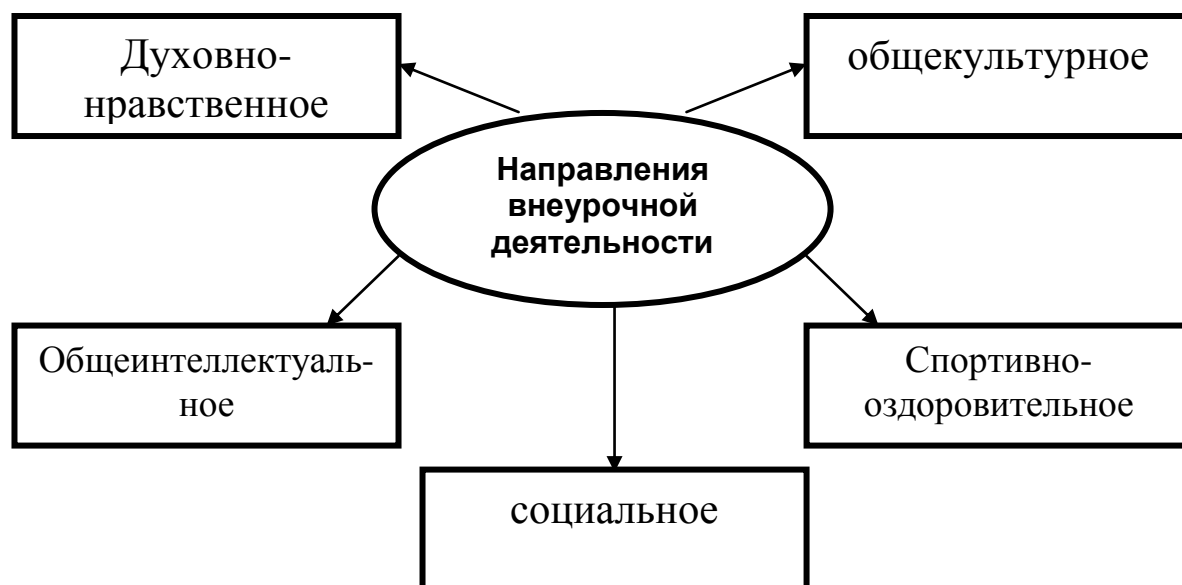 Духовно-
нравственное
общекультурное
Направления
внеурочной
деятельности
Общеинтеллектуаль-
ное
Спортивно-
оздоровительное
социальное